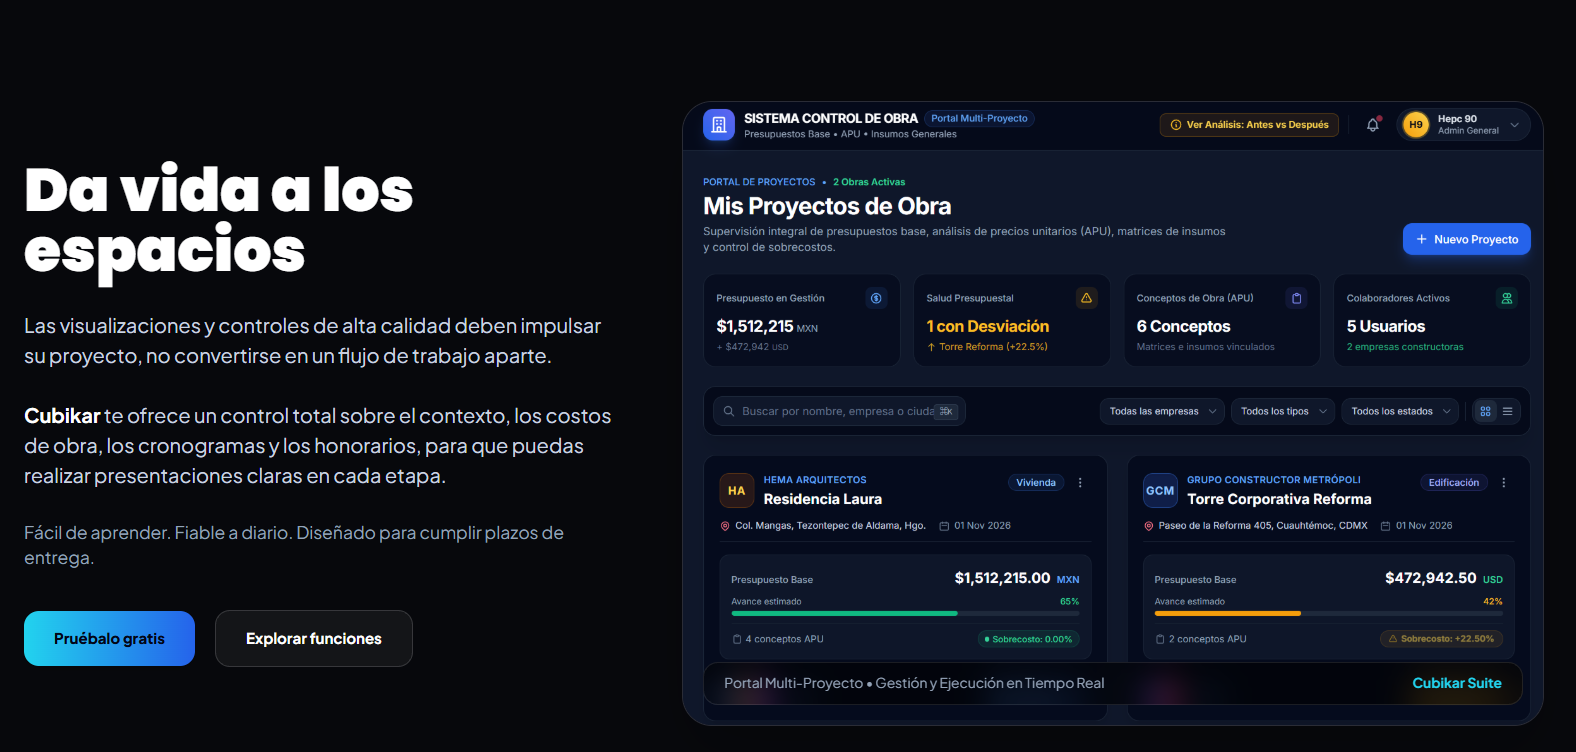 Da vida a los
espacios
Las visualizaciones y controles de alta calidad deben impulsar
su proyecto, no convertirse en un flujo de trabajo aparte.
Cubikar te ofrece un control total sobre el contexto, los costos
de obra, los cronogramas y los honorarios, para que puedas
realizar presentaciones claras en cada etapa.
Fácil de aprender. Fiable a diario. Diseñado para cumplir plazos de
entrega.
Pruébalo gratis
Explorar funciones
SISTEMA CONTROL DE OBRA
Portal Multi-Proyecto
Presupuestos Base • APU • Insumos Generales
Ver Análisis: Antes vs Después
H9
Hepc 90
Admin General
PORTAL DE PROYECTOS • 2 Obras Activas
Mis Proyectos de Obra
Supervisión integral de presupuestos base, análisis de precios unitarios (APU), matrices de insumos
y control de sobrecostos.
+ Nuevo Proyecto
Presupuesto en Gestión
$1,512,215 MXN
+ $472,942 USD
Salud Presupuestal
1 con Desviación
↑ Torre Reforma (+22.5%)
Conceptos de Obra (APU)
6 Conceptos
Matrices e insumos vinculados
Colaboradores Activos
5 Usuarios
2 empresas constructoras
Buscar por nombre, empresa o ciuda
⌘K
Todas las empresas
Todos los tipos
Todos los estados
HA
HEMA ARQUITECTOS
Residencia Laura
Vivienda
Col. Mangas, Tezontepec de Aldama, Hgo.
01 Nov 2026
Presupuesto Base
$1,512,215.00 MXN
Avance estimado
65%
4 conceptos APU
Sobrecosto: 0.00%
GCM
GRUPO CONSTRUCTOR METRÓPOLI
Torre Corporativa Reforma
Edificación
Paseo de la Reforma 405, Cuauhtémoc, CDMX
01 Nov 2026
Presupuesto Base
$472,942.50 USD
Avance estimado
42%
2 conceptos APU
Sobrecosto: +22.50%
Portal Multi-Proyecto • Gestión y Ejecución en Tiempo Real
Cubikar Suite